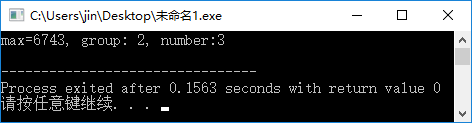 C:\Users\jin\Desktop\未命名1.exe
max=6743, group: 2, number:3
--------------------------------
Process exited after 0.1563 seconds with return value 0
请按任意键继续. . .